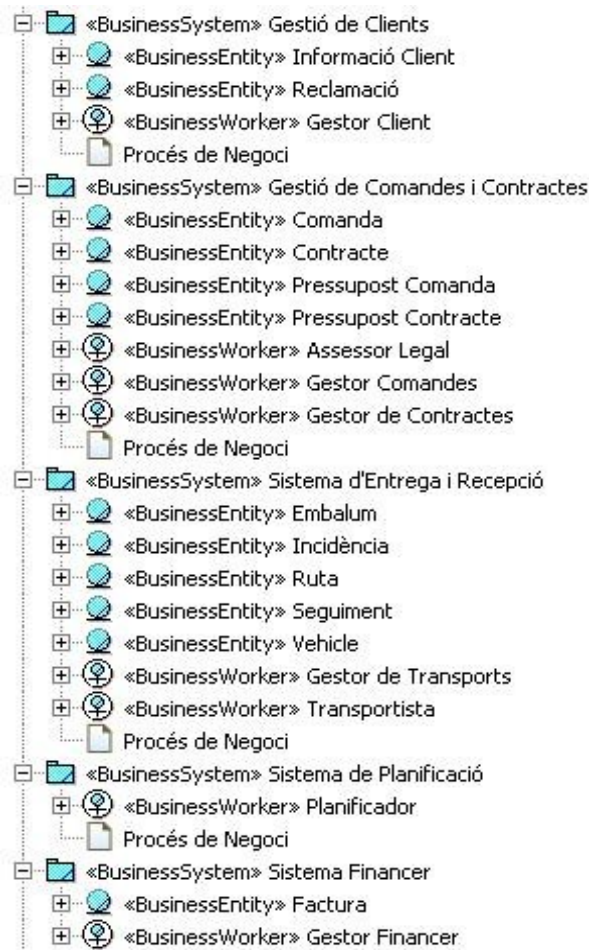 «BusinessSystem» Gestió de Clients
«BusinessEntity» Informació Client
«BusinessEntity» Reclamació
«BusinessWorker» Gestor Client
Procés de Negoci
«BusinessSystem» Gestió de Comandes i Contractes
«BusinessEntity» Comanda
«BusinessEntity» Contracte
«BusinessEntity» Pressupost Comanda
«BusinessEntity» Pressupost Contracte
«BusinessWorker» Assessor Legal
«BusinessWorker» Gestor Comandes
«BusinessWorker» Gestor de Contractes
Procés de Negoci
«BusinessSystem» Sistema d'Entrega i Recepció
«BusinessEntity» Embalum
«BusinessEntity» Incidència
«BusinessEntity» Ruta
«BusinessEntity» Seguiment
«BusinessEntity» Vehicle
«BusinessWorker» Gestor de Transports
«BusinessWorker» Transportista
Procés de Negoci
«BusinessSystem» Sistema de Planificació
«BusinessWorker» Planificador
Procés de Negoci
«BusinessSystem» Sistema Financer
«BusinessEntity» Factura
«BusinessWorker» Gestor Financer